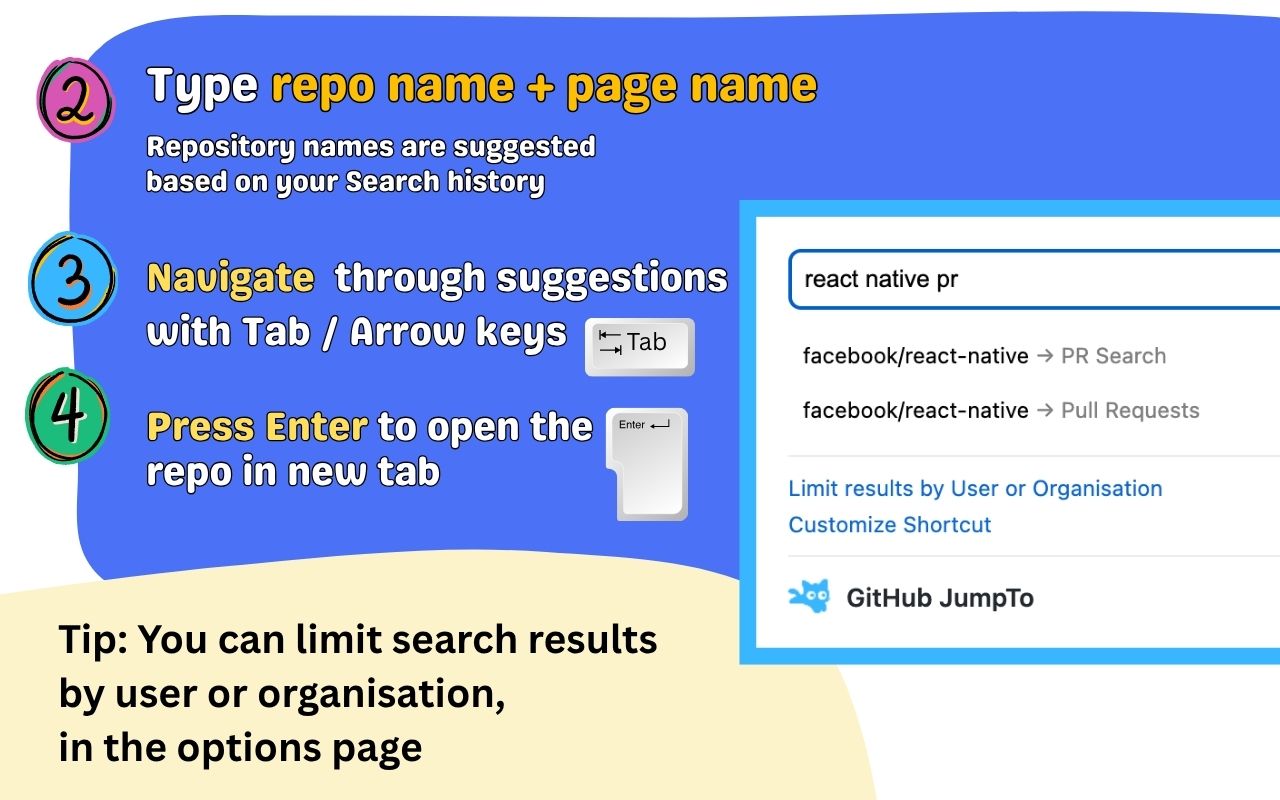 2
Type repo name + page name
Repository names are suggested
based on your Search history
3
Navigate through suggestions
with Tab / Arrow keys
Tab
4
Press Enter to open the
repo in new tab
Enter
react native pr
facebook/react-native → PR Search
facebook/react-native → Pull Requests
Limit results by User or Organisation
Customize Shortcut
GitHub JumpTo
Tip: You can limit search results
by user or organisation,
in the options page